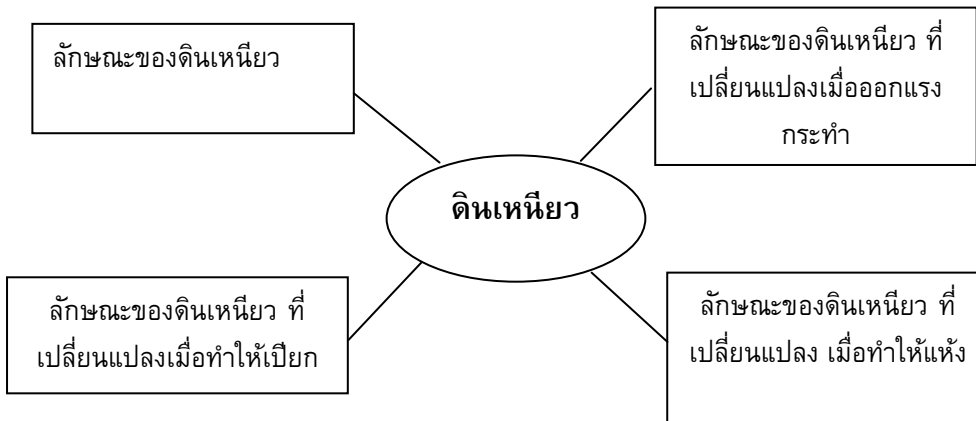 ลักษณะของดินเหนียว
ลักษณะของดินเหนียว ที่
เปลี่ยนแปลงเมื่อออกแรง
กระทำ
ดินเหนียว
ลักษณะของดินเหนียว ที่
เปลี่ยนแปลงเมื่อทำให้เปียก
ลักษณะของดินเหนียว ที่
เปลี่ยนแปลง เมื่อทำให้แห้ง